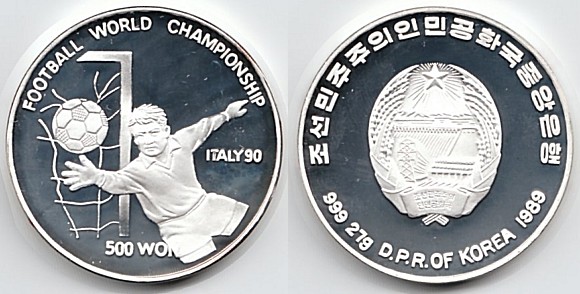 FOOTBALL WORLD CHAMPIONSHIP
ITALY 90
500 WON
조선민주주의인민공화국중앙은행
999 27g D.P.R. OF KOREA 1989